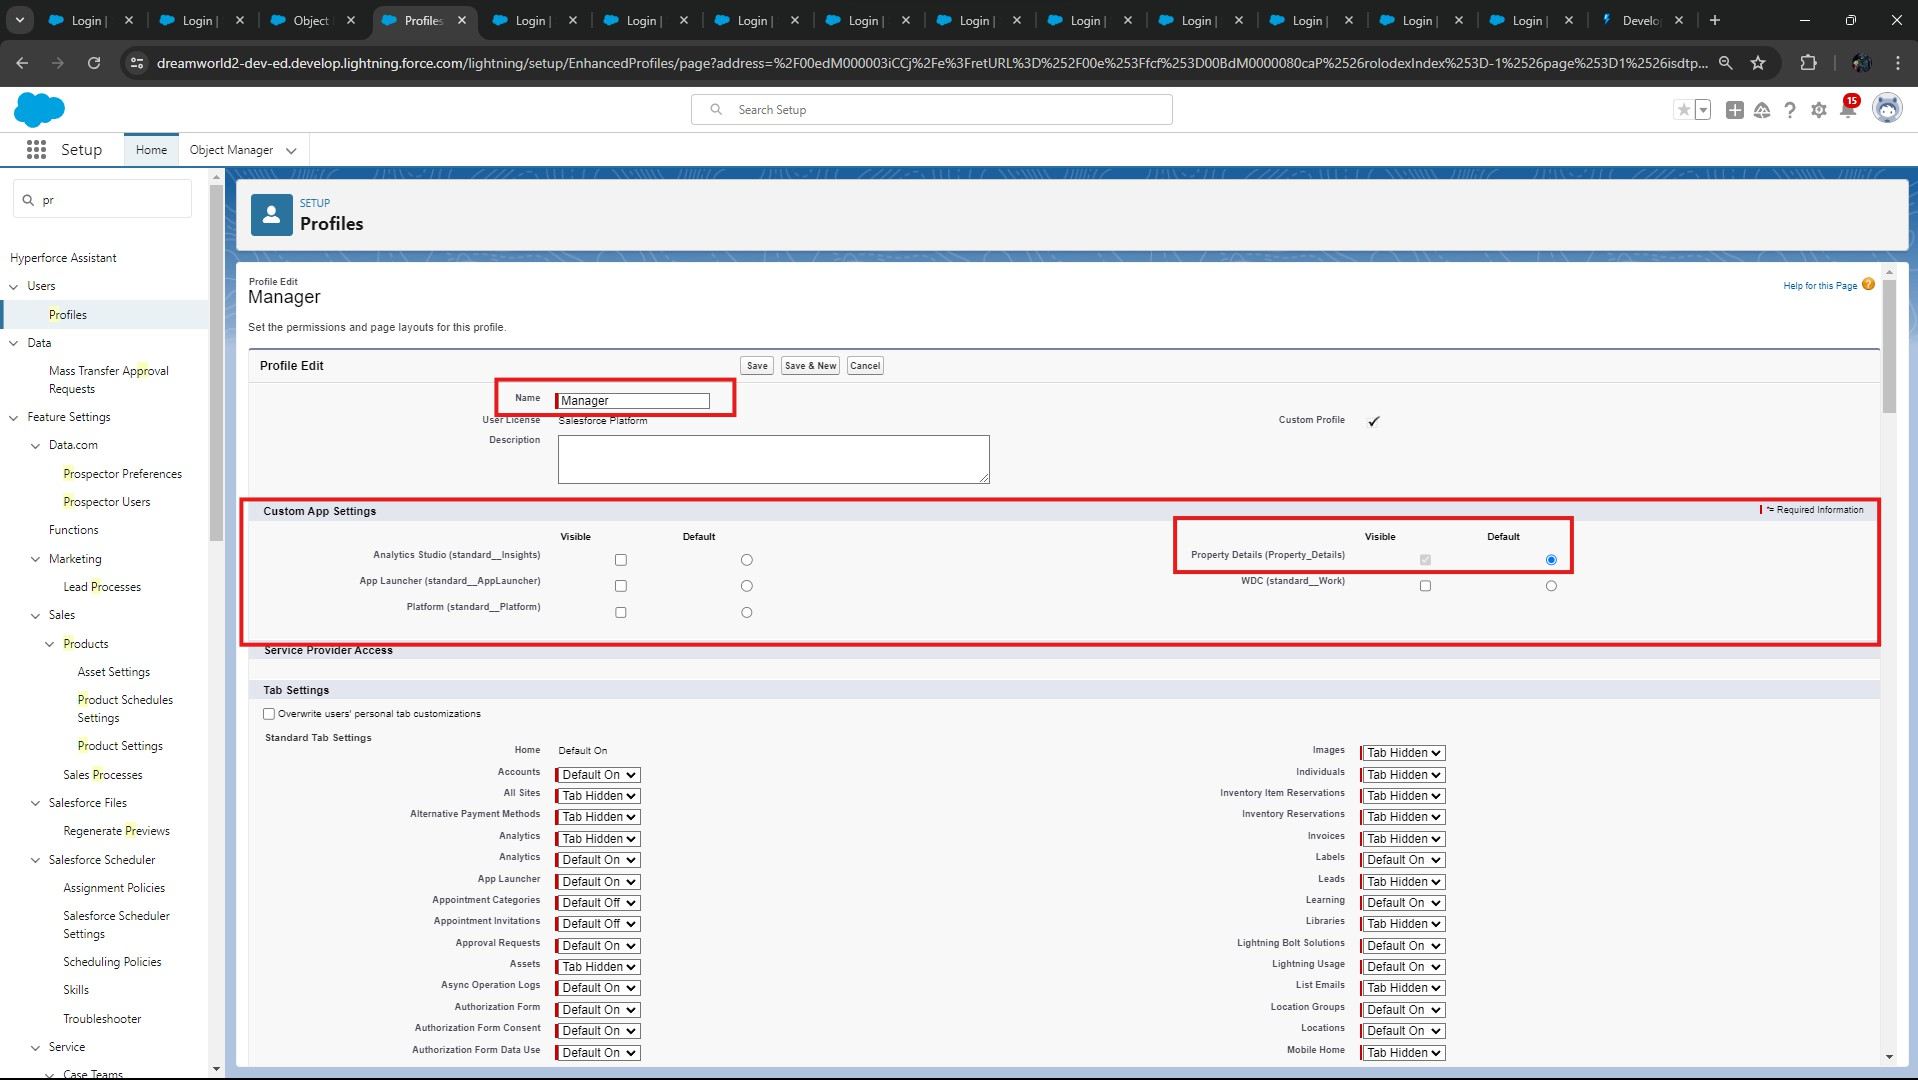 Login |
Login |
Object
Profiles
Login |
Login |
Login |
Login |
Login |
Login |
Login |
Login |
Login |
Login |
Develo
dreamworld2-dev-ed.develop.lightning.force.com/lightning/setup/EnhancedProfiles/page?address=%2F00edM000003iCCj%2Fe%3FretURL%3D%252F00e%253Ffcf%253D00BdM0000080caP%2526rolodexIndex%253D-1%2526page%253D1%2526isdtp...
Search Setup
15
Setup
Home
Object Manager
pr
Hyperforce Assistant
Users
Profiles
Data
Mass Transfer Approval
Requests
Feature Settings
Data.com
Prospector Preferences
Prospector Users
Functions
Marketing
Lead Processes
Sales
Products
Asset Settings
Product Schedules
Settings
Product Settings
Sales Processes
Salesforce Files
Regenerate Previews
Salesforce Scheduler
Assignment Policies
Salesforce Scheduler
Settings
Scheduling Policies
Skills
Troubleshooter
Service
Case Teams
SETUP
Profiles
Profile Edit
Manager
Help for this Page
Set the permissions and page layouts for this profile.
Profile Edit
Save
Save & New
Cancel
Name
Manager
User License
Salesforce Platform
Custom Profile
Description
Custom App Settings
= Required Information
Visible
Default
Visible
Default
Analytics Studio (standard__Insights)
Property Details (Property_Details)
App Launcher (standard__AppLauncher)
WDC (standard__Work)
Platform (standard__Platform)
Service Provider Access
Tab Settings
Overwrite users' personal tab customizations
Standard Tab Settings
Home
Default On
Images
Tab Hidden
Accounts
Default On
Individuals
Tab Hidden
All Sites
Tab Hidden
Inventory Item Reservations
Tab Hidden
Alternative Payment Methods
Tab Hidden
Inventory Reservations
Tab Hidden
Analytics
Tab Hidden
Invoices
Tab Hidden
Analytics
Default On
Labels
Default On
App Launcher
Default On
Leads
Tab Hidden
Appointment Categories
Default Off
Learning
Default On
Appointment Invitations
Default Off
Libraries
Tab Hidden
Approval Requests
Default On
Lightning Bolt Solutions
Default On
Assets
Tab Hidden
Lightning Usage
Default On
Async Operation Logs
Default On
List Emails
Tab Hidden
Authorization Form
Default On
Location Groups
Default On
Authorization Form Consent
Default On
Locations
Default On
Authorization Form Data Use
Default On
Mobile Home
Tab Hidden